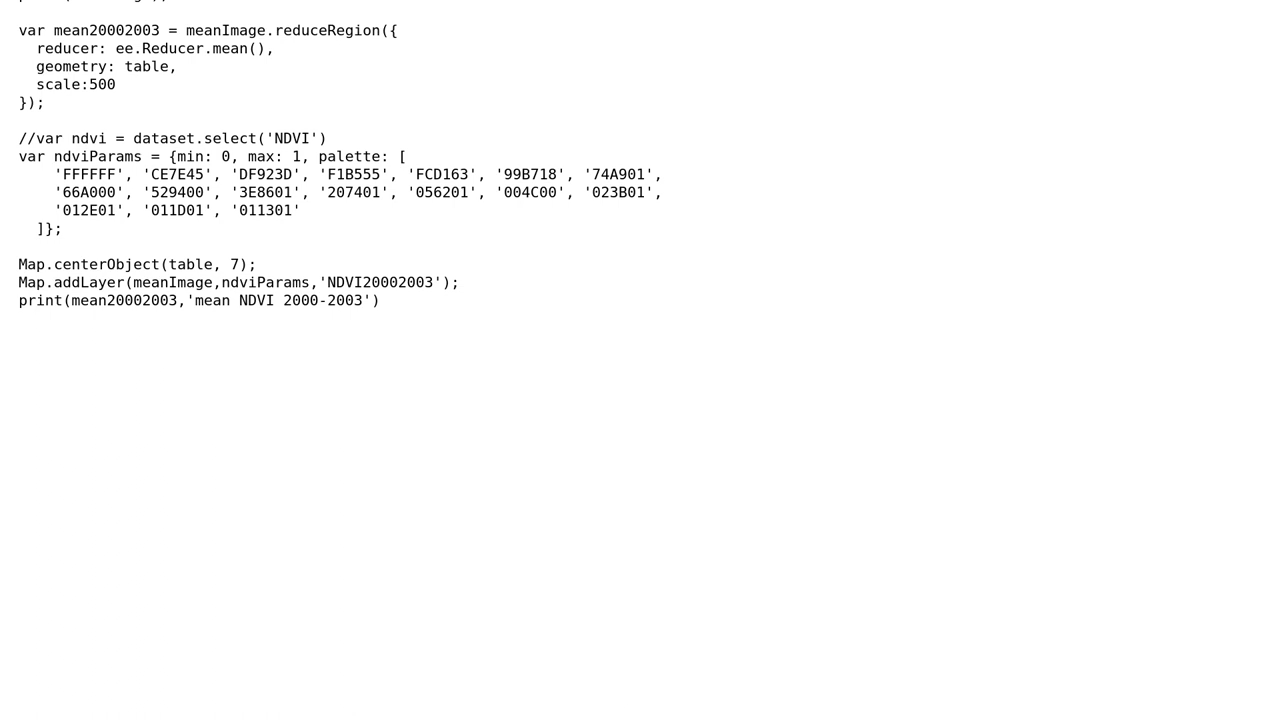 var mean20002003 = meanImage.reduceRegion({
  reducer: ee.Reducer.mean(),
  geometry: table,
  scale:500
});

//var ndvi = dataset.select('NDVI')
var ndviParams = {min: 0, max: 1, palette: [
    'FFFFFF', 'CE7E45', 'DF923D', 'F1B555', 'FCD163', '99B718', '74A901',
    '66A000', '529400', '3E8601', '207401', '056201', '004C00', '023B01',
    '012E01', '011D01', '011301'
  ]};

Map.centerObject(table, 7);
Map.addLayer(meanImage,ndviParams,'NDVI20002003');
print(mean20002003,'mean NDVI 2000-2003')